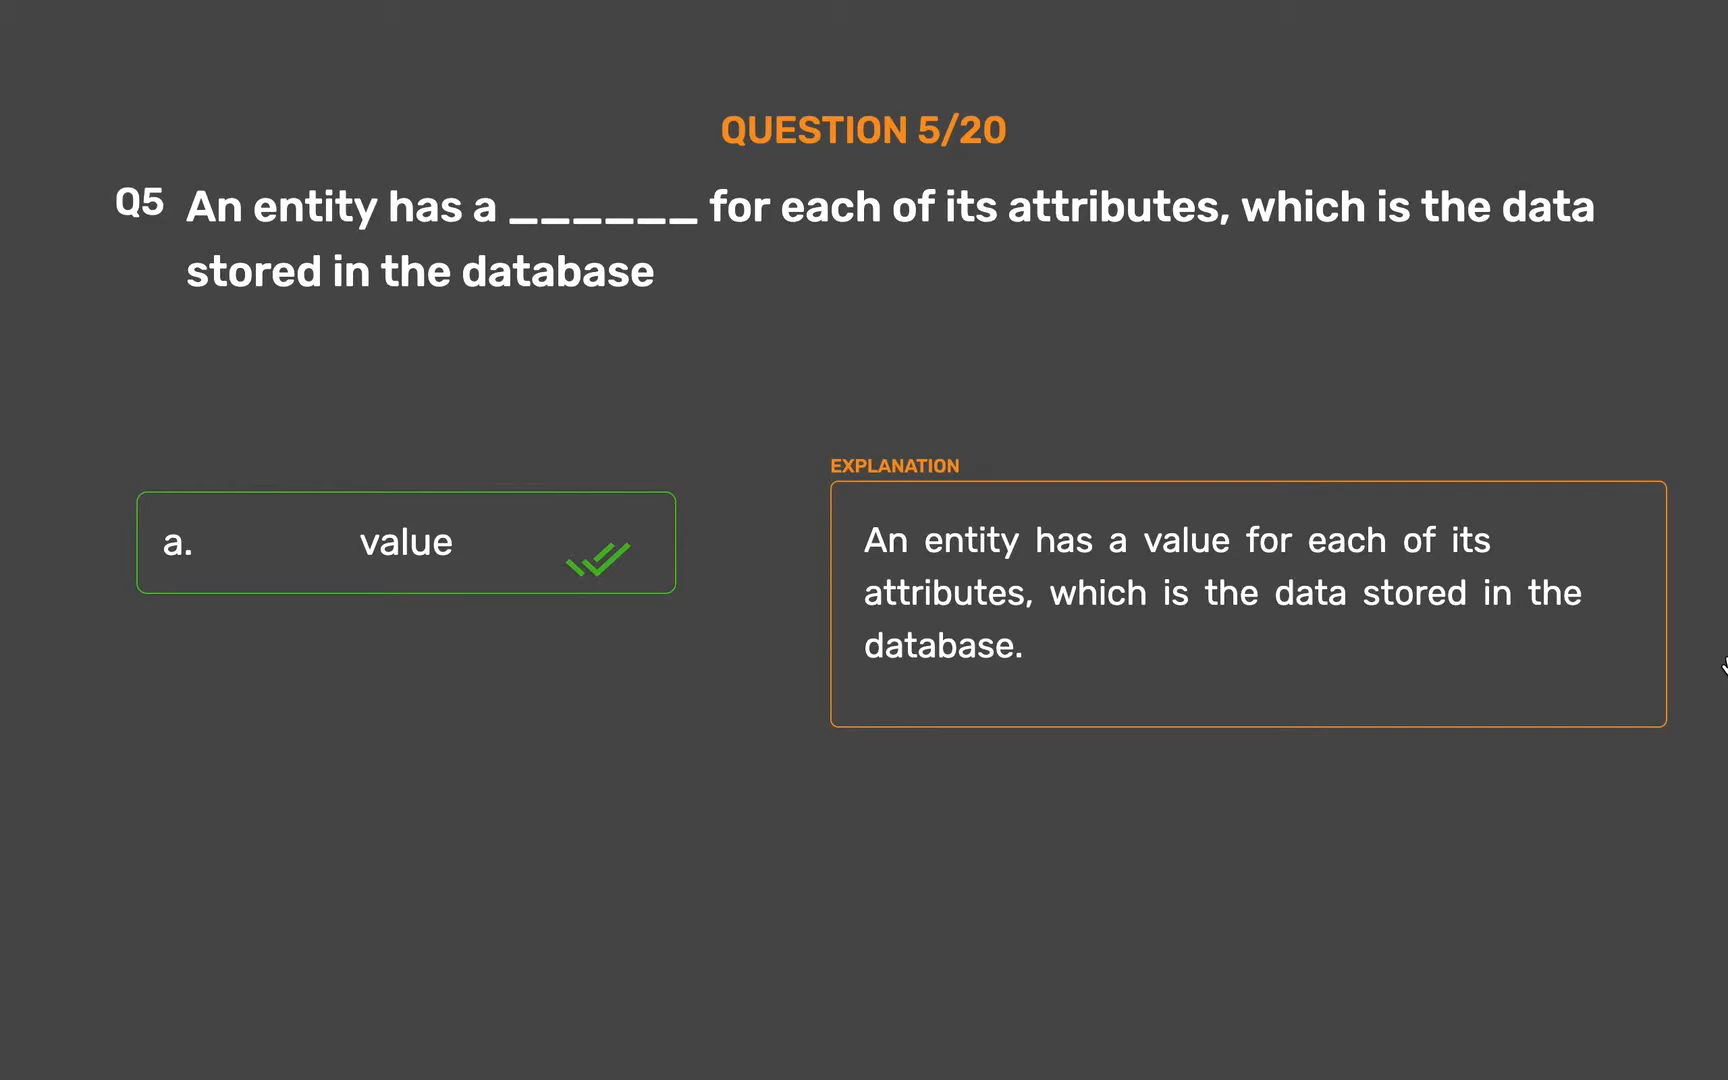 QUESTION 5/20
Q5 An entity has a ______ for each of its attributes, which is the data
stored in the database
EXPLANATION
a. value
An entity has a value for each of its
attributes, which is the data stored in the
database.